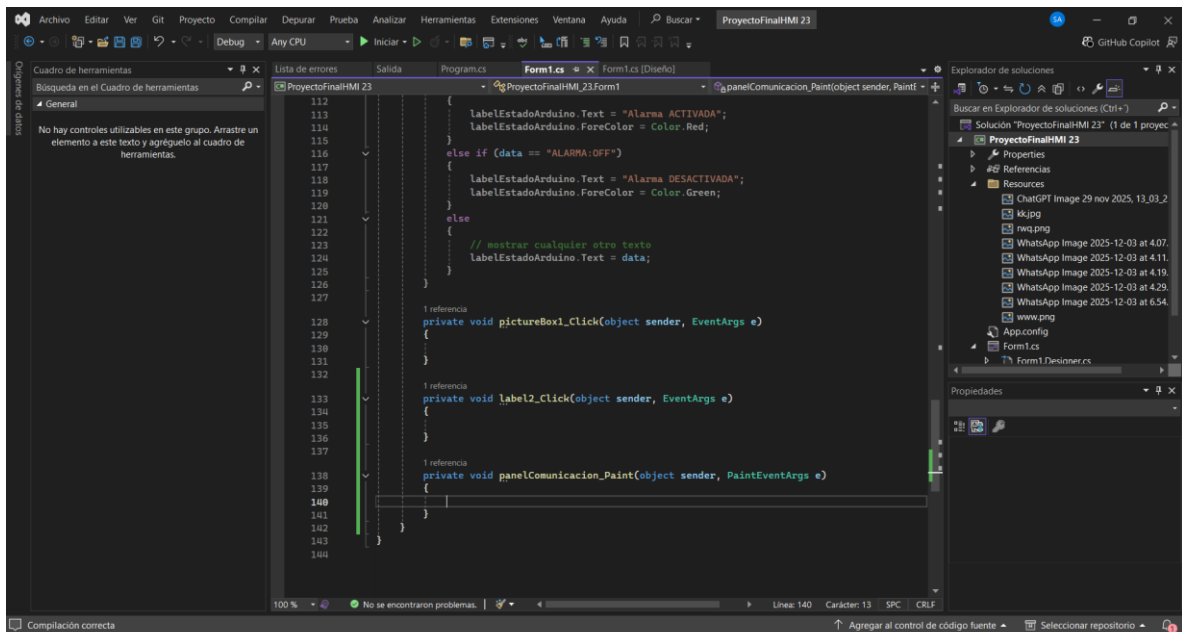 Archivo Editar Ver Git Proyecto Compilar Depurar Prueba Analizar Herramientas Extensiones Ventana Ayuda Buscar ProyectoFinalHMI 23 SA
Debug Any CPU Iniciar GitHub Copilot
Orígenes de datos
Cuadro de herramientas
Búsqueda en el Cuadro de herramientas
General
No hay controles utilizables en este grupo. Arrastre un
elemento a este texto y agréguelo al cuadro de
herramientas.
Lista de errores Salida Program.cs Form1.cs Form1.cs [Diseño]
ProyectoFinalHMI 23 ProyectoFinalHMI_23.Form1 panelComunicacion_Paint(object sender, PaintE
112 {
113 labelEstadoArduino.Text = "Alarma ACTIVADA";
114 labelEstadoArduino.ForeColor = Color.Red;
115 }
116 else if (data == "ALARMA:OFF")
117 {
118 labelEstadoArduino.Text = "Alarma DESACTIVADA";
119 labelEstadoArduino.ForeColor = Color.Green;
120 }
121 else
122 {
123 // mostrar cualquier otro texto
124 labelEstadoArduino.Text = data;
125 }
126 }
127
1 referencia
128 private void pictureBox1_Click(object sender, EventArgs e)
129 {
130
131 }
132
1 referencia
133 private void label2_Click(object sender, EventArgs e)
134 {
135
136 }
137
1 referencia
138 private void panelComunicacion_Paint(object sender, PaintEventArgs e)
139 {
140
141 }
142 }
143 }
144
100 % No se encontraron problemas. Línea: 140 Carácter: 13 SPC CRLF
Explorador de soluciones
Buscar en Explorador de soluciones (Ctrl+´)
Solución "ProyectoFinalHMI 23" (1 de 1 proyec
ProyectoFinalHMI 23
Properties
Referencias
Resources
ChatGPT Image 29 nov 2025, 13_03_2
kk.jpg
rwq.png
WhatsApp Image 2025-12-03 at 4.07.
WhatsApp Image 2025-12-03 at 4.11.
WhatsApp Image 2025-12-03 at 4.19.
WhatsApp Image 2025-12-03 at 4.29.
WhatsApp Image 2025-12-03 at 6.54.
www.png
App.config
Form1.cs
Form1.Designer.cs
Propiedades
Compilación correcta Agregar al control de código fuente Seleccionar repositorio